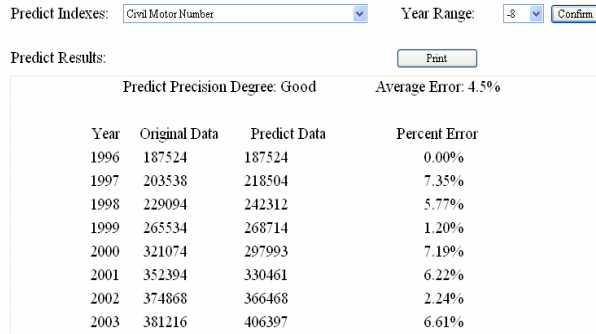 Predict Indexes: Civil Motor Number Year Range: -8 Confirm
Predict Results: Print
Predict Precision Degree: Good Average Error: 4.5%
Year Original Data Predict Data Percent Error
1996 187524 187524 0.00%
1997 203538 218504 7.35%
1998 229094 242312 5.77%
1999 265534 268714 1.20%
2000 321074 297993 7.19%
2001 352394 330461 6.22%
2002 374868 366468 2.24%
2003 381216 406397 6.61%